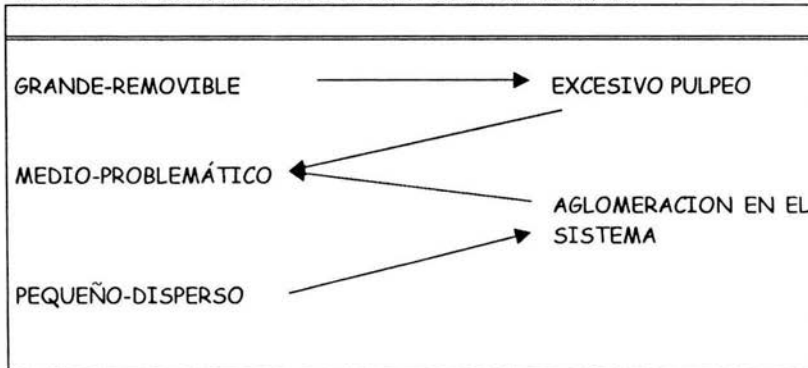 GRANDE-REMOVIBLE
EXCESIVO PULPEO
MEDIO-PROBLEMÁTICO
AGLOMERACION EN EL
SISTEMA
PEQUEÑO-DISPERSO